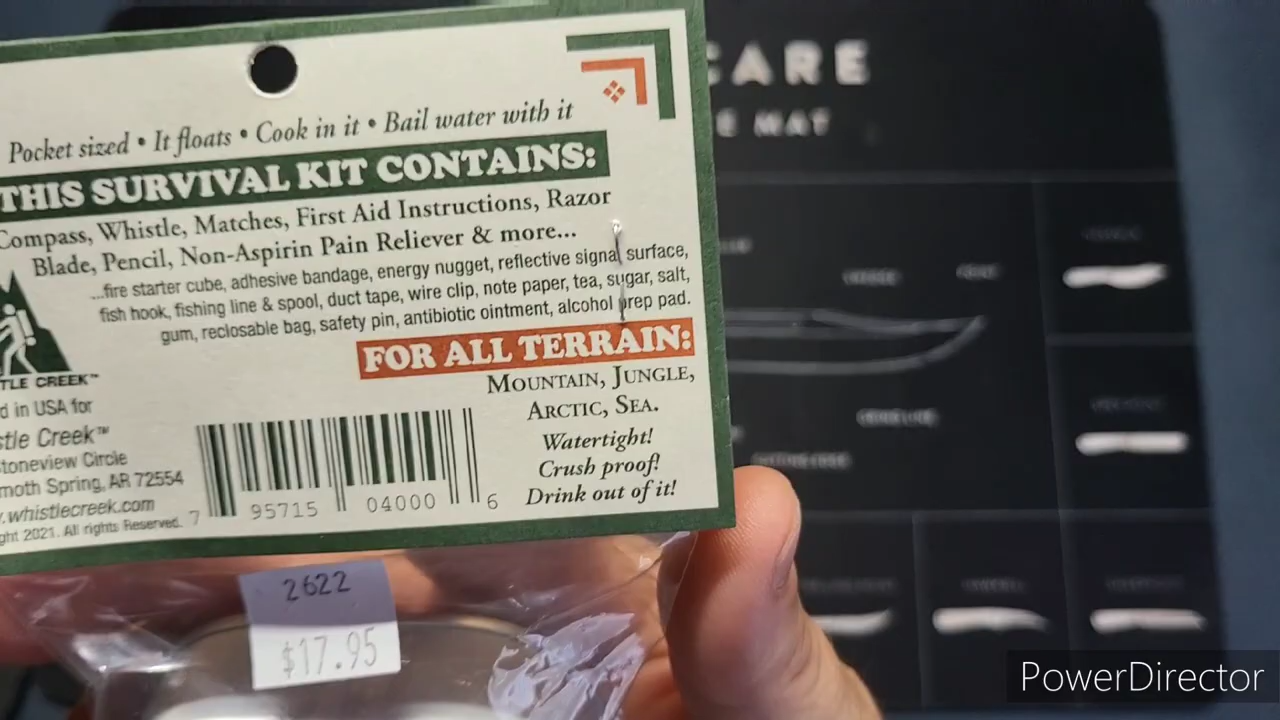 CARE
E MAT
Pocket sized • It floats • Cook in it • Bail water with it
THIS SURVIVAL KIT CONTAINS:
Compass, Whistle, Matches, First Aid Instructions, Razor
Blade, Pencil, Non-Aspirin Pain Reliever & more...
...fire starter cube, adhesive bandage, energy nugget, reflective signal surface,
fish hook, fishing line & spool, duct tape, wire clip, note paper, tea, sugar, salt,
gum, reclosable bag, safety pin, antibiotic ointment, alcohol prep pad.
FOR ALL TERRAIN:
MOUNTAIN, JUNGLE,
ARCTIC, SEA.
Watertight!
Crush proof!
Drink out of it!
TLE CREEK™
d in USA for
stle Creek™
toneview Circle
moth Spring, AR 72554
.whistlecreek.com
ght 2021. All rights Reserved.
7 95715 04000 6
2622
$17.95
PowerDirector